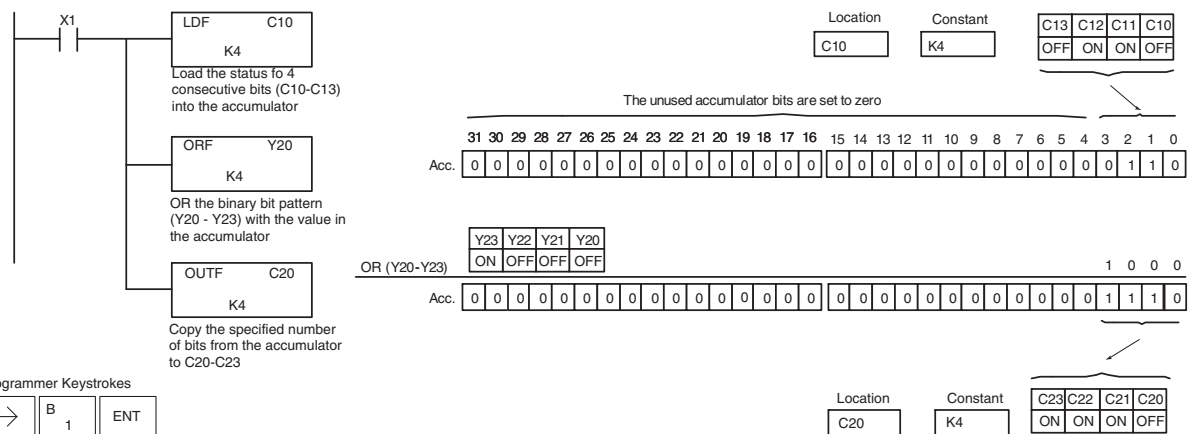 X1
LDF C10
K4
Load the status fo 4
consecutive bits (C10-C13)
into the accumulator
Location Constant
C10 K4
C13 C12 C11 C10
OFF ON ON OFF
The unused accumulator bits are set to zero
31 30 29 28 27 26 25 24 23 22 21 20 19 18 17 16 15 14 13 12 11 10 9 8 7 6 5 4 3 2 1 0
Acc. 0 0 0 0 0 0 0 0 0 0 0 0 0 0 0 0 0 0 0 0 0 0 0 0 0 0 0 0 0 1 1 0
ORF Y20
K4
OR the binary bit pattern
(Y20 - Y23) with the value in
the accumulator
Y23 Y22 Y21 Y20
ON OFF OFF OFF
OR (Y20-Y23) 1 0 0 0
Acc. 0 0 0 0 0 0 0 0 0 0 0 0 0 0 0 0 0 0 0 0 0 0 0 0 0 0 0 0 1 1 1 0
OUTF C20
K4
Copy the specified number
of bits from the accumulator
to C20-C23
Location Constant
C20 K4
C23 C22 C21 C20
ON ON ON OFF
ogrammer Keystrokes
→ B 1 ENT